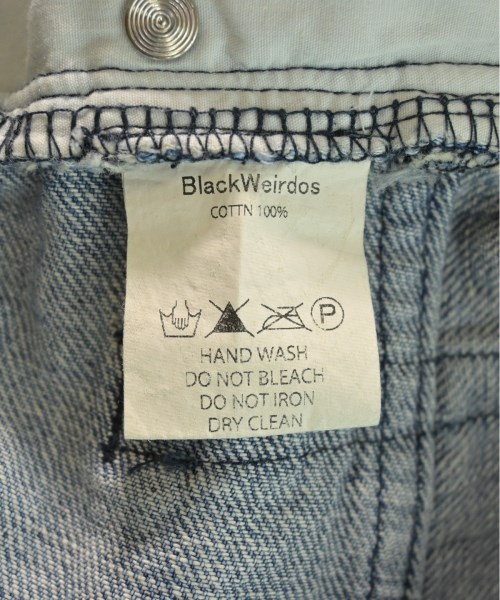 BlackWeirdos
COTTN 100%
P
HAND WASH
DO NOT BLEACH
DO NOT IRON
DRY CLEAN